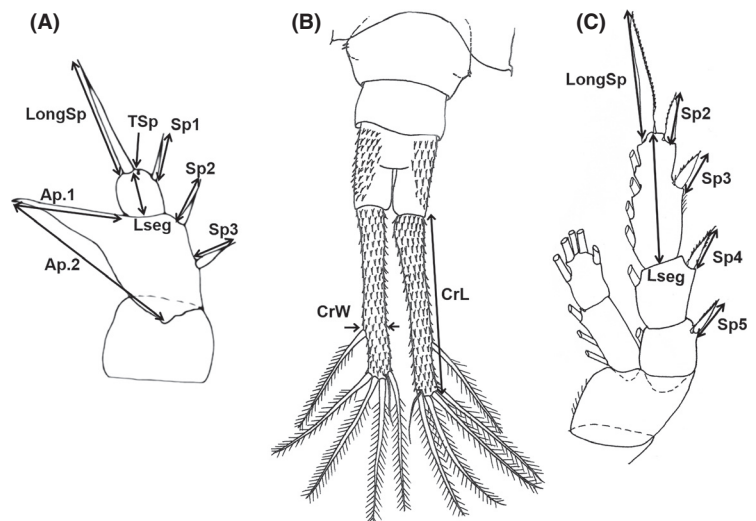 (A)
LongSp
TSp
Sp1
Sp2
Ap.1
Lseg
Sp3
Ap.2
(B)
CrW
CrL
(C)
LongSp
Sp2
Sp3
Sp4
Lseg
Sp5